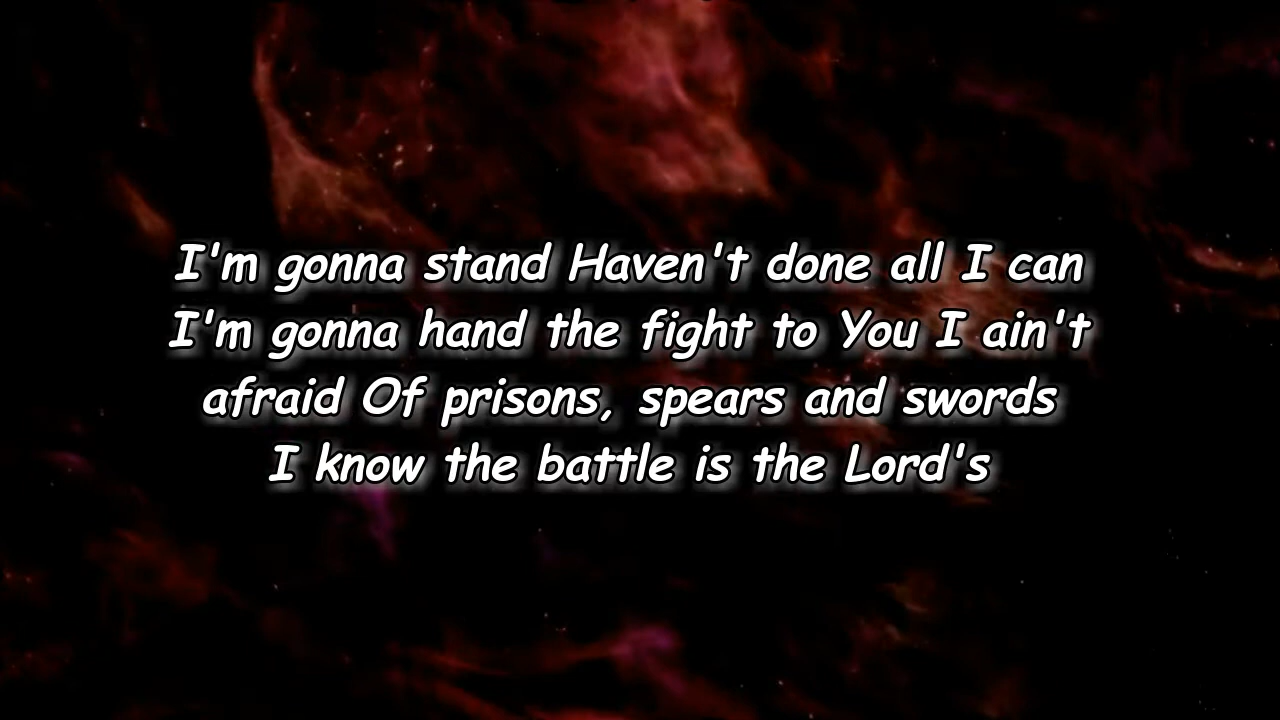 I'm gonna stand Haven't done all I can
I'm gonna hand the fight to You I ain't
afraid Of prisons, spears and swords
I know the battle is the Lord's